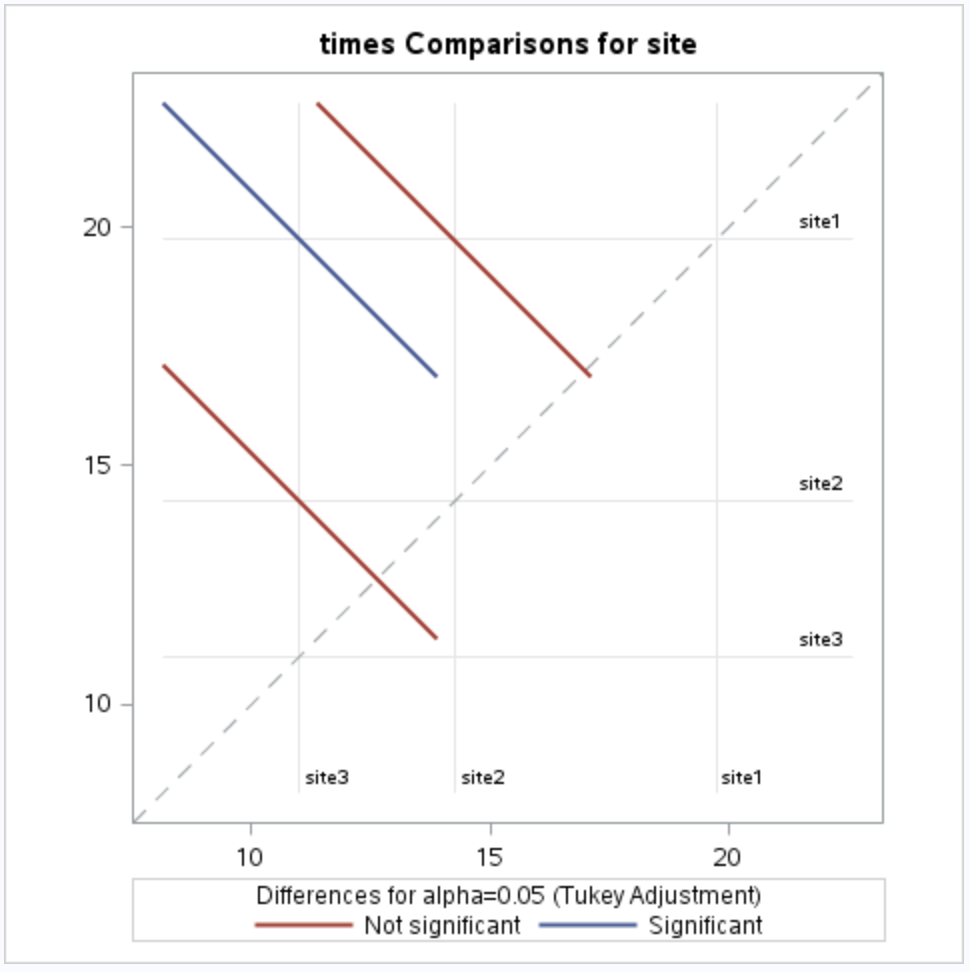 times Comparisons for site
20
site1
15
site2
site3
10
site3 site2 site1
10 15 20
Differences for alpha=0.05 (Tukey Adjustment)
Not significant Significant